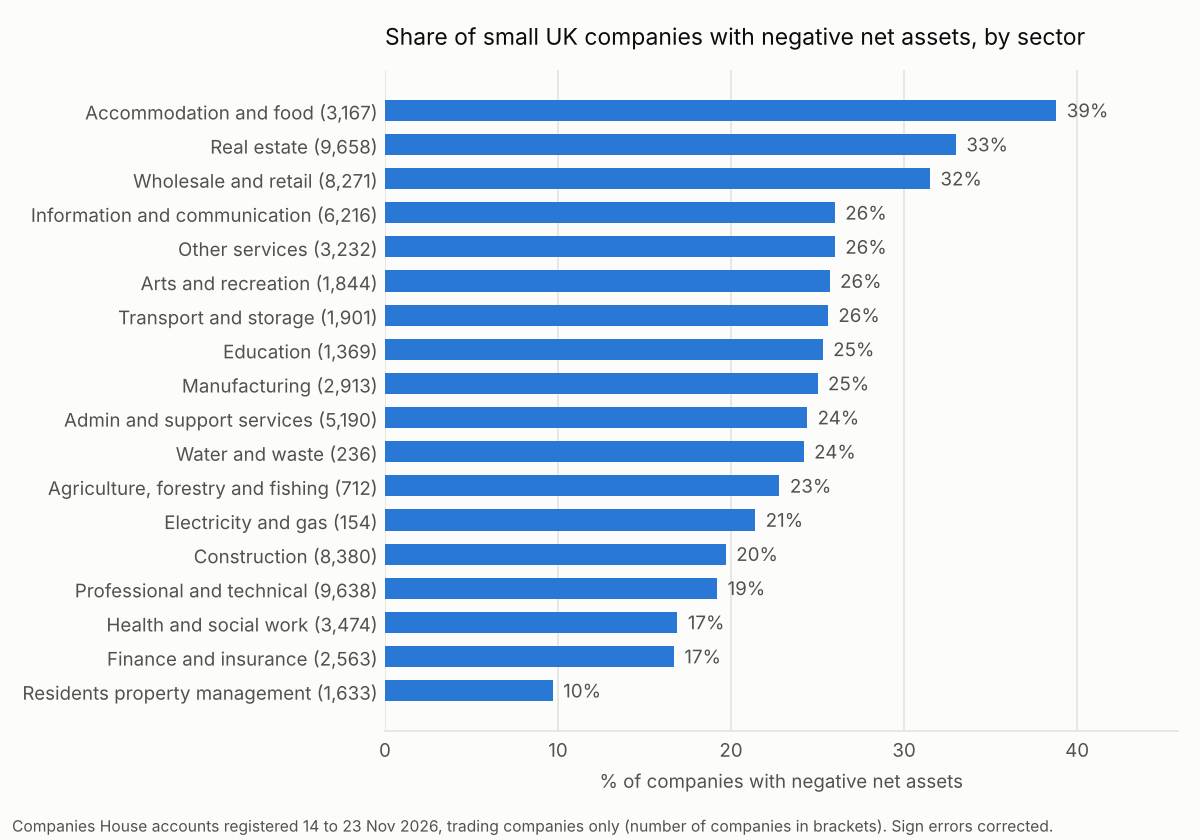 Share of small UK companies with negative net assets, by sector
Accommodation and food (3,167) 39%
Real estate (9,658) 33%
Wholesale and retail (8,271) 32%
Information and communication (6,216) 26%
Other services (3,232) 26%
Arts and recreation (1,844) 26%
Transport and storage (1,901) 26%
Education (1,369) 25%
Manufacturing (2,913) 25%
Admin and support services (5,190) 24%
Water and waste (236) 24%
Agriculture, forestry and fishing (712) 23%
Electricity and gas (154) 21%
Construction (8,380) 20%
Professional and technical (9,638) 19%
Health and social work (3,474) 17%
Finance and insurance (2,563) 17%
Residents property management (1,633) 10%
0 10 20 30 40
% of companies with negative net assets
Companies House accounts registered 14 to 23 Nov 2026, trading companies only (number of companies in brackets). Sign errors corrected.